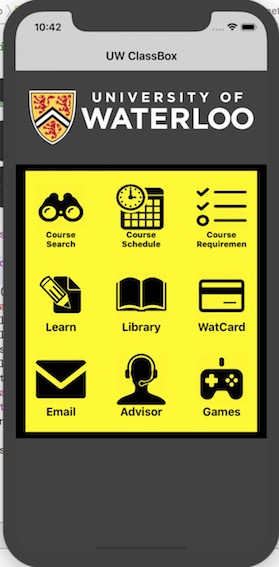 10:42
UW ClassBox
UNIVERSITY OF
WATERLOO
Course
Search
Course
Schedule
Course
Requiremen
Learn
Library
WatCard
Email
Advisor
Games